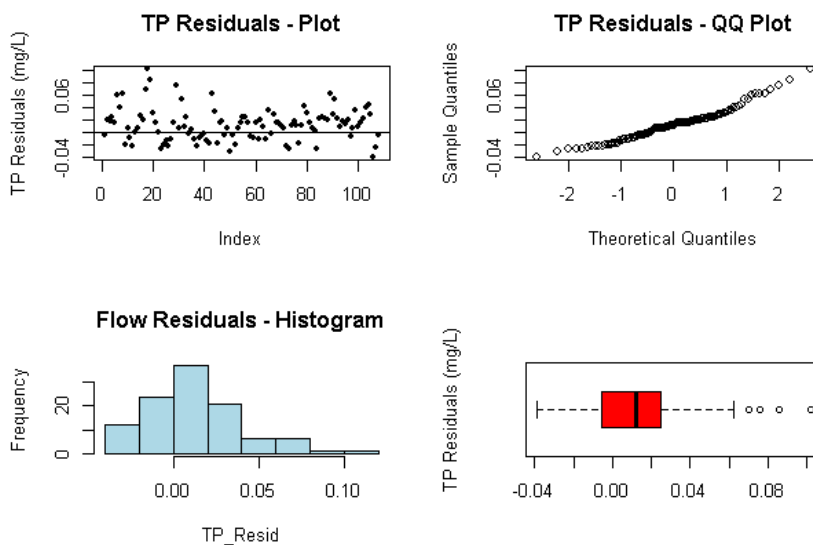 TP Residuals - Plot
TP Residuals (mg/L)
0.06
-0.04
0 20 40 60 80 100
Index
TP Residuals - QQ Plot
Sample Quantiles
0.06
-0.04
-2 -1 0 1 2
Theoretical Quantiles
Flow Residuals - Histogram
Frequency
20
0
0.00 0.05 0.10
TP_Resid
TP Residuals (mg/L)
-0.04 0.00 0.04 0.08